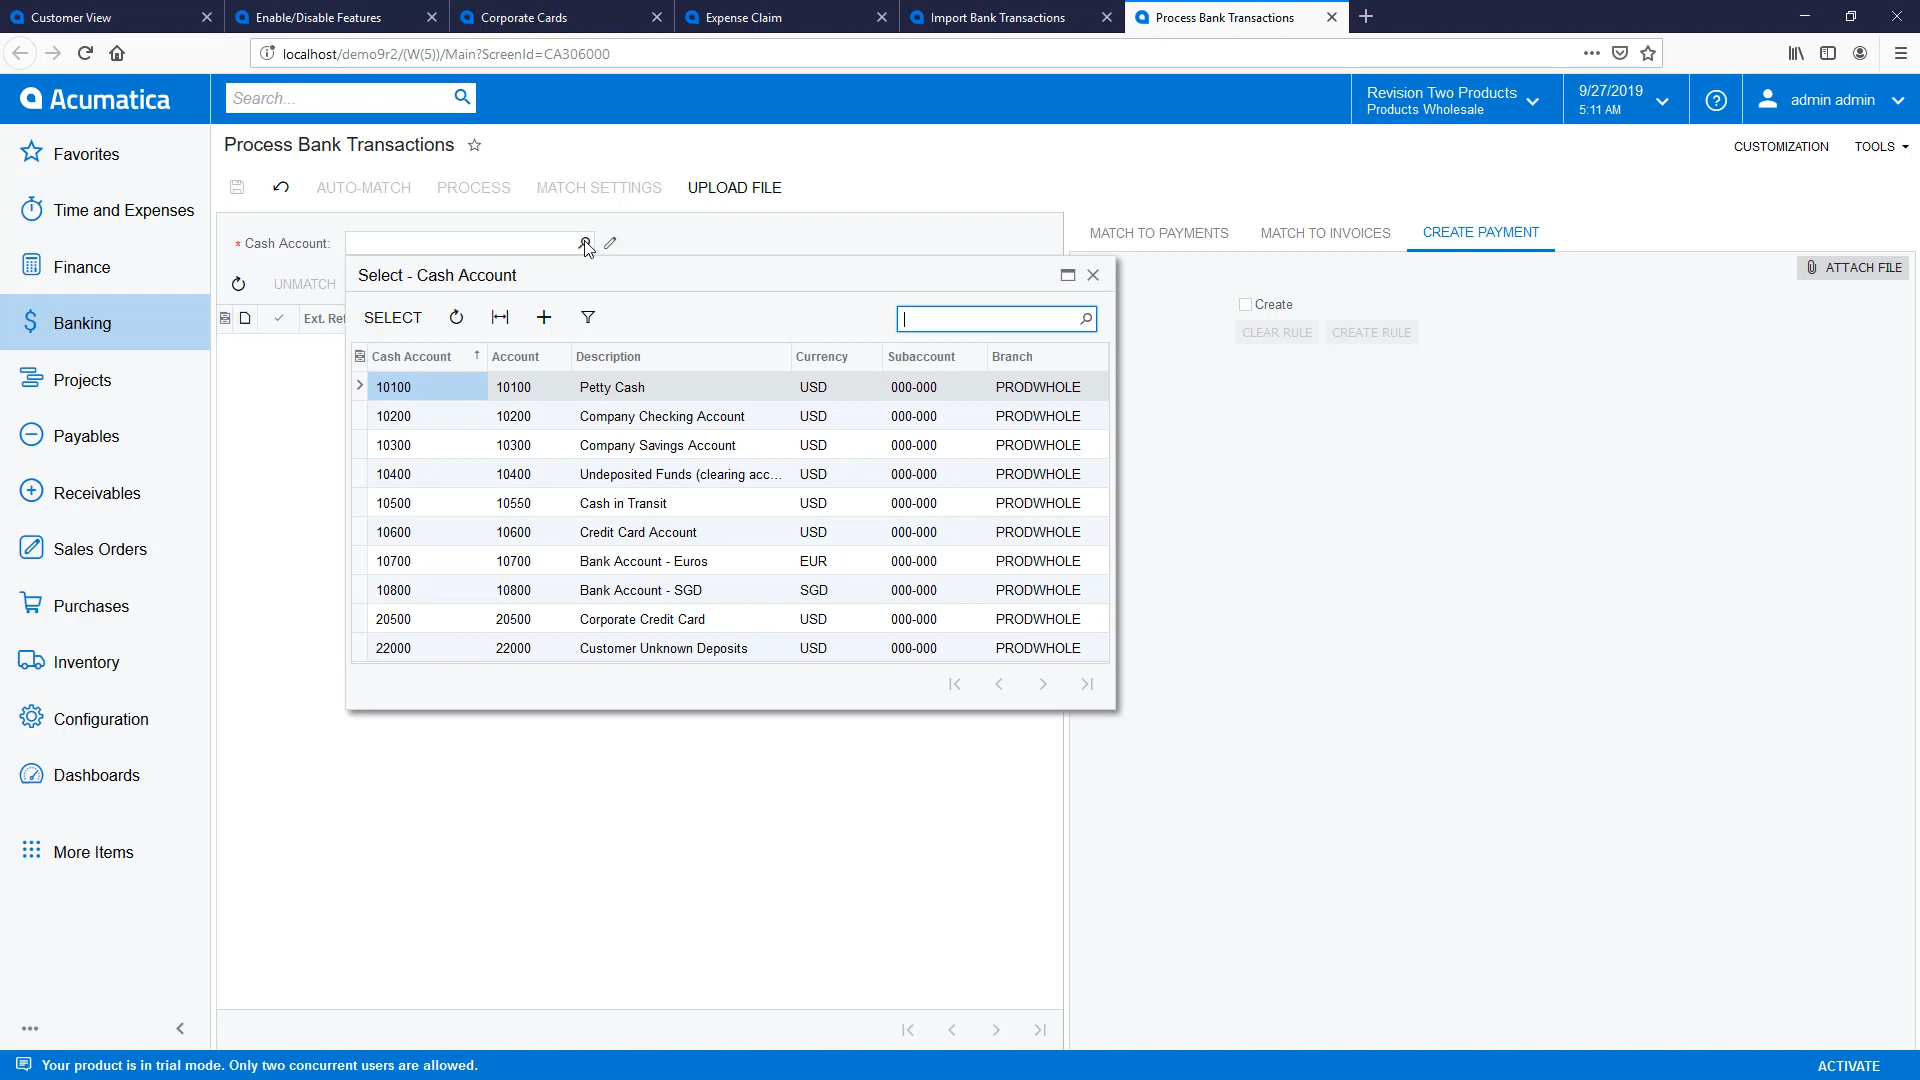 Customer View
Enable/Disable Features
Corporate Cards
Expense Claim
Import Bank Transactions
Process Bank Transactions
localhost/demo9r2/(W(5))/Main?ScreenId=CA306000
Acumatica
Search...
Revision Two Products
Products Wholesale
9/27/2019
5:11 AM
admin admin
Favorites
Time and Expenses
Finance
Banking
Projects
Payables
Receivables
Sales Orders
Purchases
Inventory
Configuration
Dashboards
More Items
Process Bank Transactions
CUSTOMIZATION
TOOLS
AUTO-MATCH
PROCESS
MATCH SETTINGS
UPLOAD FILE
* Cash Account:
UNMATCH
Ext. Ref
MATCH TO PAYMENTS
MATCH TO INVOICES
CREATE PAYMENT
ATTACH FILE
Create
CLEAR RULE
CREATE RULE
Select - Cash Account
SELECT
Cash Account Account Description Currency Subaccount Branch
10100 10100 Petty Cash USD 000-000 PRODWHOLE
10200 10200 Company Checking Account USD 000-000 PRODWHOLE
10300 10300 Company Savings Account USD 000-000 PRODWHOLE
10400 10400 Undeposited Funds (clearing acc... USD 000-000 PRODWHOLE
10500 10550 Cash in Transit USD 000-000 PRODWHOLE
10600 10600 Credit Card Account USD 000-000 PRODWHOLE
10700 10700 Bank Account - Euros EUR 000-000 PRODWHOLE
10800 10800 Bank Account - SGD SGD 000-000 PRODWHOLE
20500 20500 Corporate Credit Card USD 000-000 PRODWHOLE
22000 22000 Customer Unknown Deposits USD 000-000 PRODWHOLE
Your product is in trial mode. Only two concurrent users are allowed.
ACTIVATE